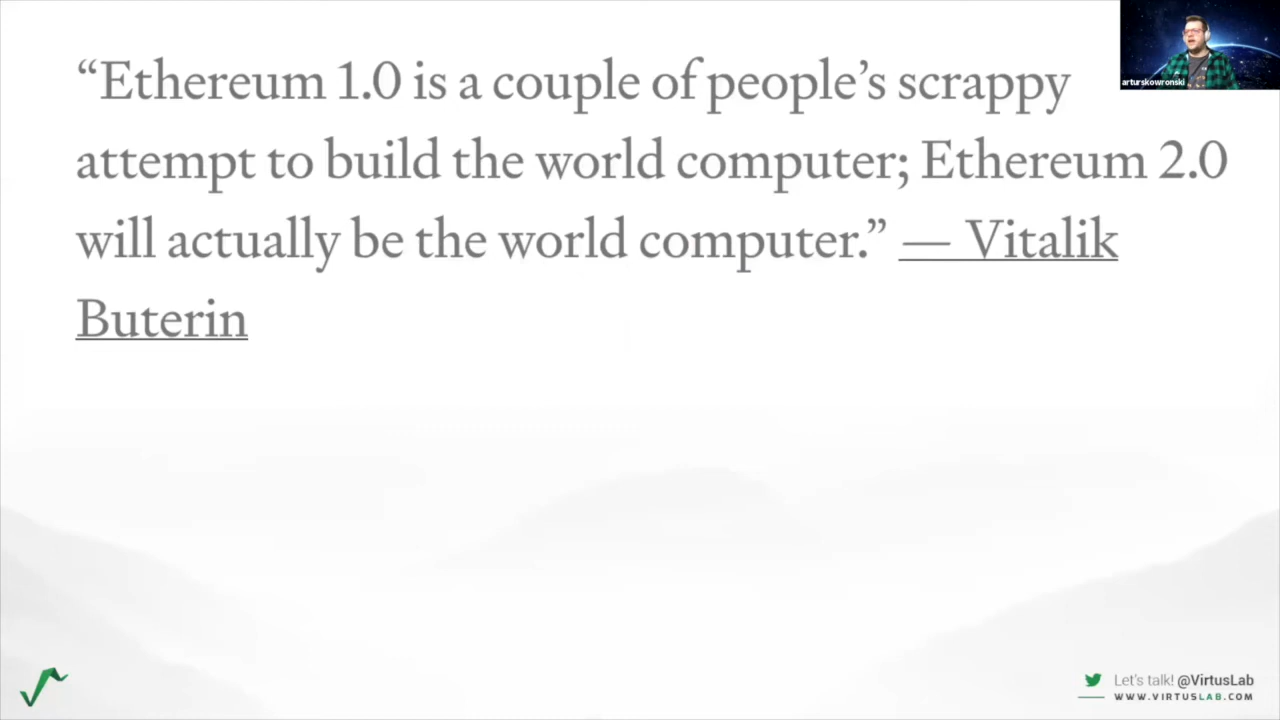 “Ethereum 1.0 is a couple of people’s scrappy
attempt to build the world computer; Ethereum 2.0
will actually be the world computer.” — Vitalik
Buterin
arturskowronski
Let's talk! @VirtusLab
WWW.VIRTUSLAB.COM